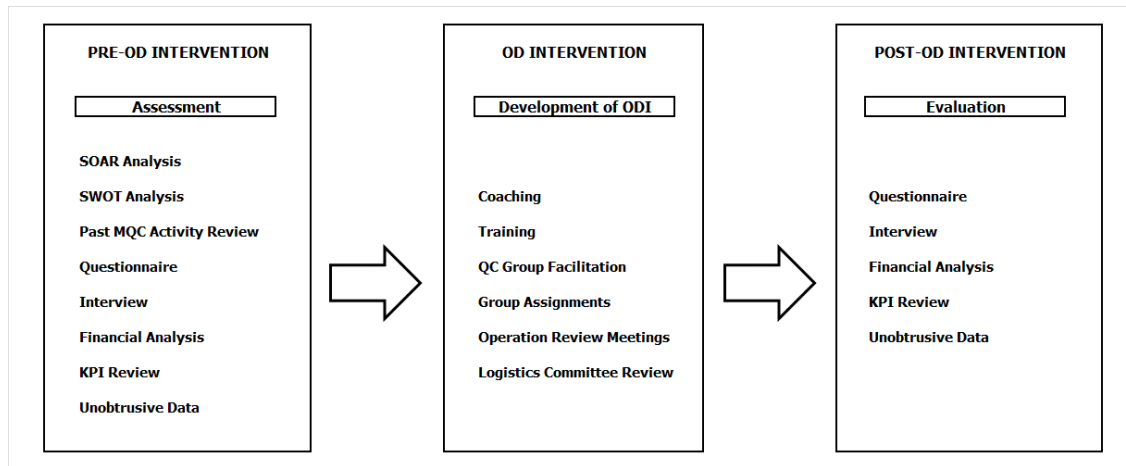 PRE-OD INTERVENTION
Assessment
SOAR Analysis
SWOT Analysis
Past MQC Activity Review
Questionnaire
Interview
Financial Analysis
KPI Review
Unobtrusive Data
OD INTERVENTION
Development of ODI
Coaching
Training
QC Group Facilitation
Group Assignments
Operation Review Meetings
Logistics Committee Review
POST-OD INTERVENTION
Evaluation
Questionnaire
Interview
Financial Analysis
KPI Review
Unobtrusive Data